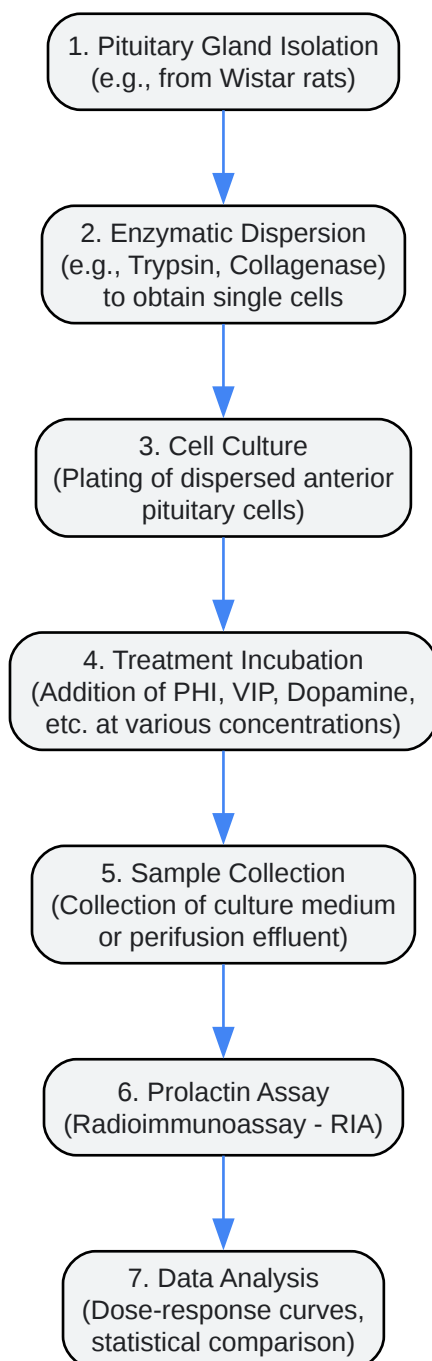 1. Pituitary Gland Isolation
(e.g., from Wistar rats)
2. Enzymatic Dispersion
(e.g., Trypsin, Collagenase)
to obtain single cells
3. Cell Culture
(Plating of dispersed anterior
pituitary cells)
4. Treatment Incubation
(Addition of PHI, VIP, Dopamine,
etc. at various concentrations)
5. Sample Collection
(Collection of culture medium
or perifusion effluent)
6. Prolactin Assay
(Radioimmunoassay - RIA)
7. Data Analysis
(Dose-response curves,
statistical comparison)